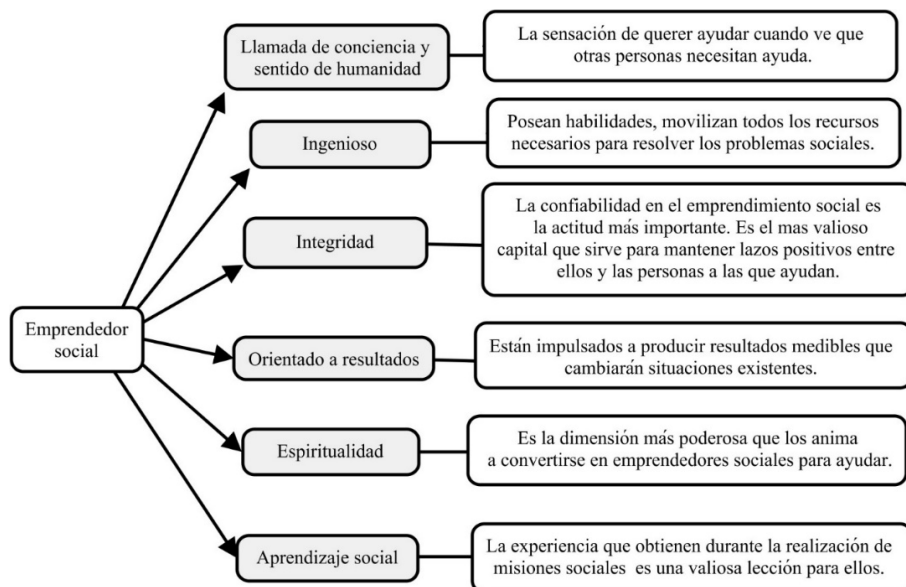 Llamada de conciencia y
sentido de humanidad
La sensación de querer ayudar cuando ve que
otras personas necesitan ayuda.
Ingenioso
Posean habilidades, movilizan todos los recursos
necesarios para resolver los problemas sociales.
Integridad
La confiabilidad en el emprendimiento social es
la actitud más importante. Es el mas valioso
capital que sirve para mantener lazos positivos entre
ellos y las personas a las que ayudan.
Emprendedor
social
Orientado a resultados
Están impulsados a producir resultados medibles que
cambiarán situaciones existentes.
Espiritualidad
Es la dimensión más poderosa que los anima
a convertirse en emprendedores sociales para ayudar.
Aprendizaje social
La experiencia que obtienen durante la realización de
misiones sociales es una valiosa lección para ellos.